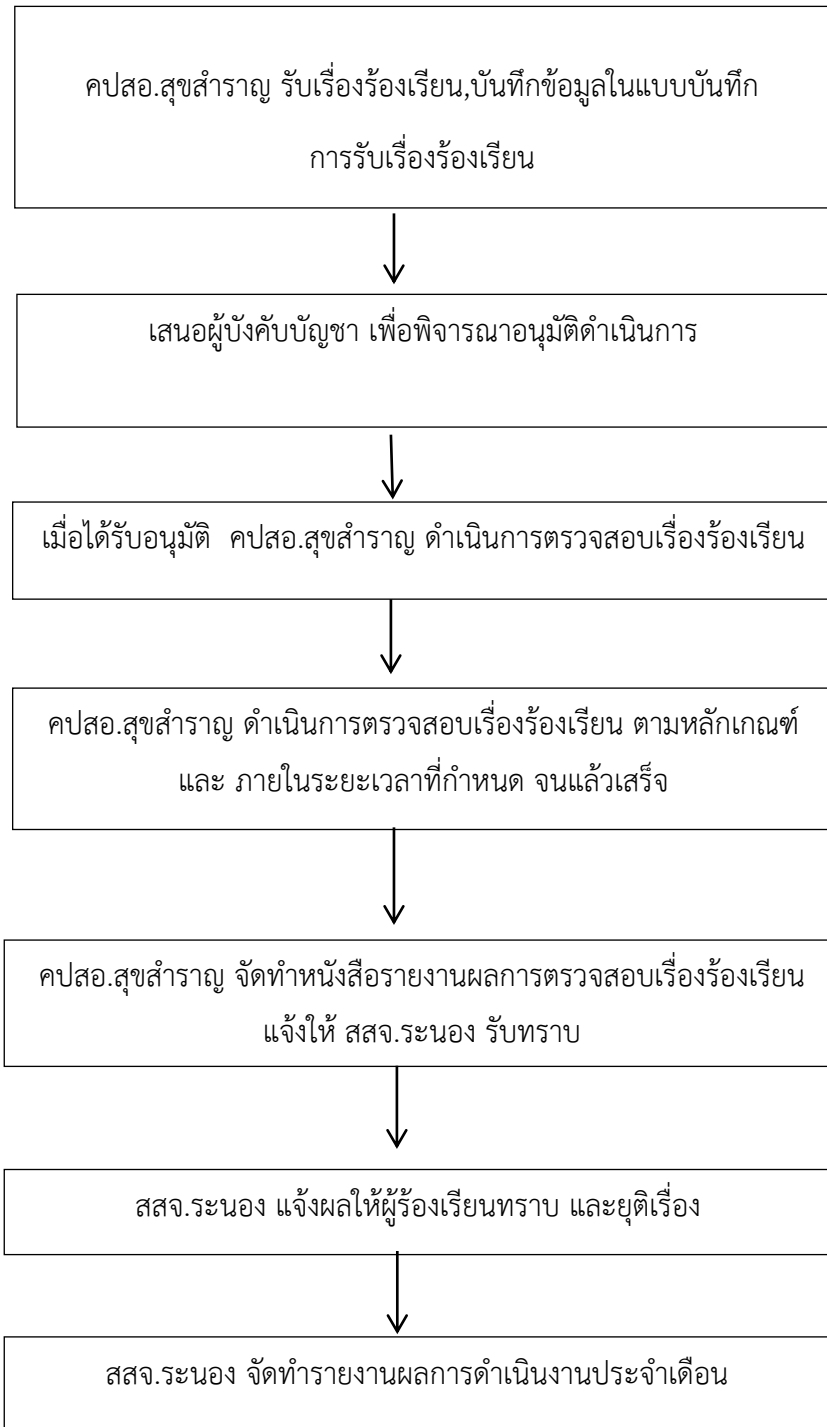 คปสอ.สุขสำราญ รับเรื่องร้องเรียน,บันทึกข้อมูลในแบบบันทึก
การรับเรื่องร้องเรียน
เสนอผู้บังคับบัญชา เพื่อพิจารณาอนุมัติดำเนินการ
เมื่อได้รับอนุมัติ คปสอ.สุขสำราญ ดำเนินการตรวจสอบเรื่องร้องเรียน
คปสอ.สุขสำราญ ดำเนินการตรวจสอบเรื่องร้องเรียน ตามหลักเกณฑ์
และ ภายในระยะเวลาที่กำหนด จนแล้วเสร็จ
คปสอ.สุขสำราญ จัดทำหนังสือรายงานผลการตรวจสอบเรื่องร้องเรียน
แจ้งให้ สสจ.ระนอง รับทราบ
สสจ.ระนอง แจ้งผลให้ผู้ร้องเรียนทราบ และยุติเรื่อง
สสจ.ระนอง จัดทำรายงานผลการดำเนินงานประจำเดือน